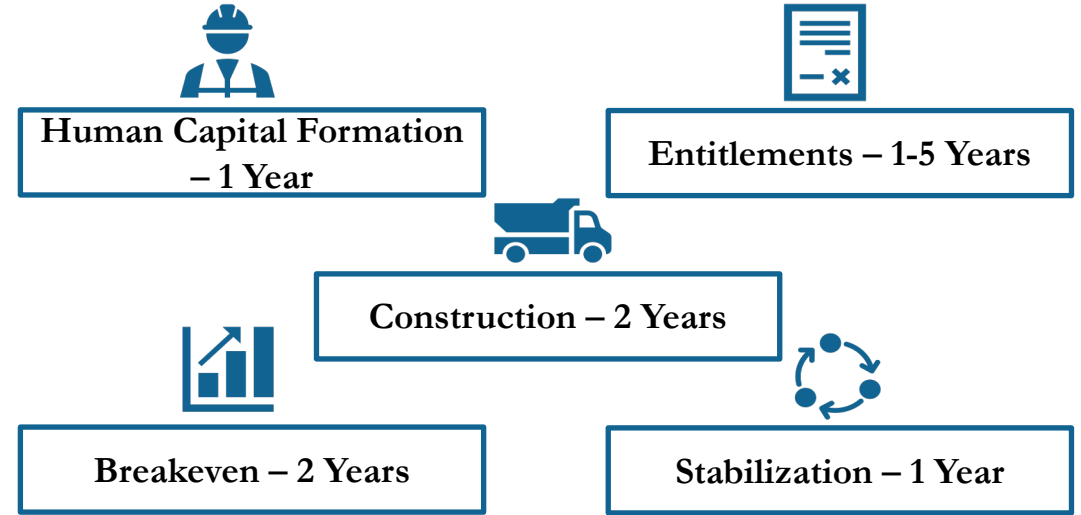 Human Capital Formation
– 1 Year
Entitlements – 1-5 Years
Construction – 2 Years
Breakeven – 2 Years
Stabilization – 1 Year